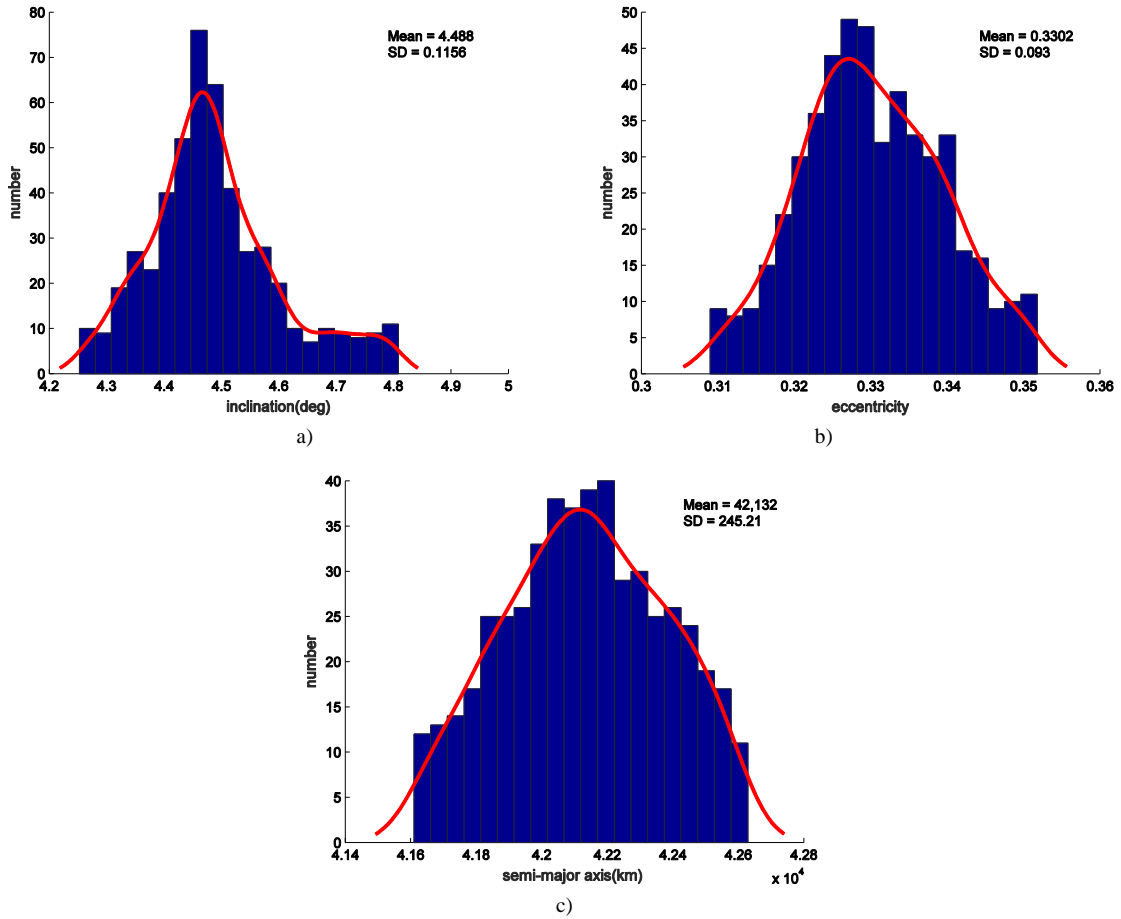 80
70
60
50
40
30
20
10
0
number
Mean = 4.488
SD = 0.1156
4.2 4.3 4.4 4.5 4.6 4.7 4.8 4.9 5
inclination(deg)
a)
50
45
40
35
30
25
20
15
10
5
0
number
Mean = 0.3302
SD = 0.093
0.3 0.31 0.32 0.33 0.34 0.35 0.36
eccentricity
b)
40
35
30
25
20
15
10
5
0
number
Mean = 42,132
SD = 245.21
4.14 4.16 4.18 4.2 4.22 4.24 4.26 4.28
semi-major axis(km)
x 10⁴
c)